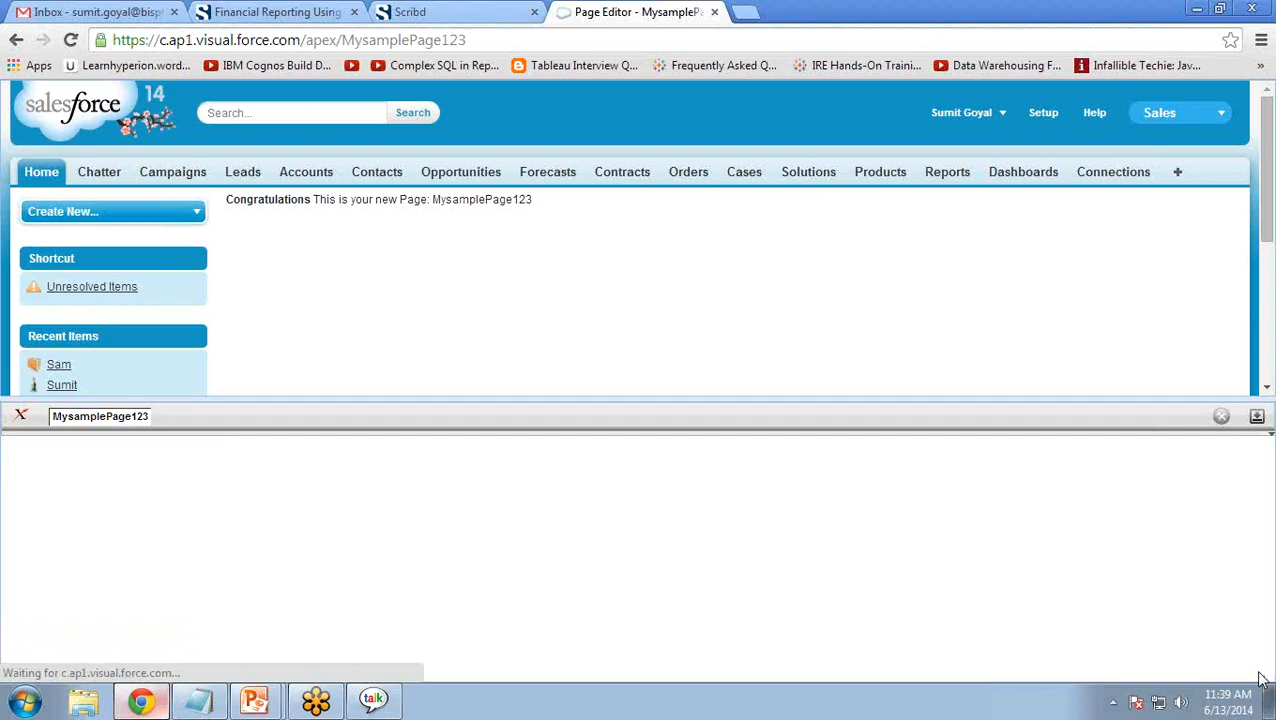 Inbox - sumit.goyal@bisp
Financial Reporting Using
Scribd
Page Editor - MysamplePa
https://c.ap1.visual.force.com/apex/MysamplePage123
Apps
Learnhyperion.word...
IBM Cognos Build D...
Complex SQL in Rep...
Tableau Interview Q...
Frequently Asked Q...
IRE Hands-On Traini...
Data Warehousing F...
Infallible Techie: Jav...
»
salesforce
14
Search...
Search
Sumit Goyal
Setup
Help
Sales
Home
Chatter
Campaigns
Leads
Accounts
Contacts
Opportunities
Forecasts
Contracts
Orders
Cases
Solutions
Products
Reports
Dashboards
Connections
+
Create New...
Congratulations This is your new Page: MysamplePage123
Shortcut
Unresolved Items
Recent Items
Sam
Sumit
MysamplePage123
Waiting for c.ap1.visual.force.com...
talk
11:39 AM
6/13/2014